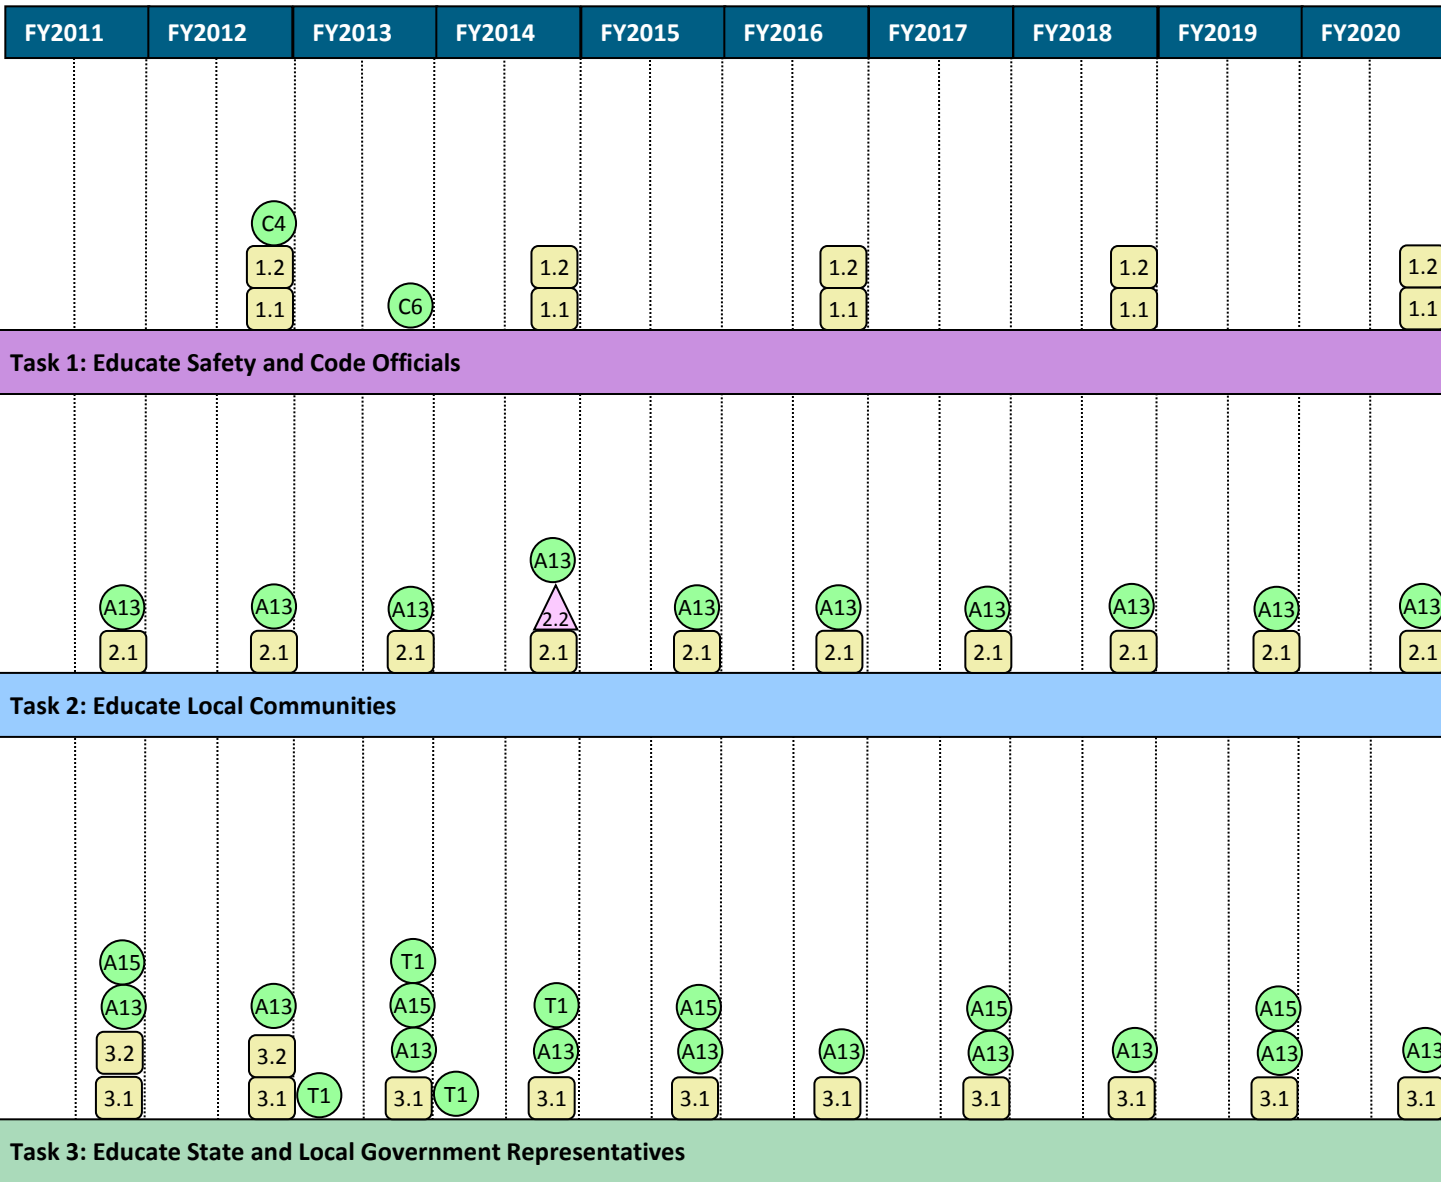 FY2011 FY2012 FY2013 FY2014 FY2015 FY2016 FY2017 FY2018 FY2019 FY2020
C4
1.2 1.2 1.2 1.2 1.2
1.1 C6 1.1 1.1 1.1 1.1
Task 1: Educate Safety and Code Officials
A13
A13 A13 A13 2.2 A13 A13 A13 A13 A13 A13
2.1 2.1 2.1 2.1 2.1 2.1 2.1 2.1 2.1 2.1
Task 2: Educate Local Communities
A15 T1
A13 A13 A15 T1 A15 A15 A15
3.2 3.2 A13 A13 A13 A13 A13 A13 A13 A13
3.1 3.1 T1 3.1 T1 3.1 3.1 3.1 3.1 3.1 3.1 3.1
Task 3: Educate State and Local Government Representatives